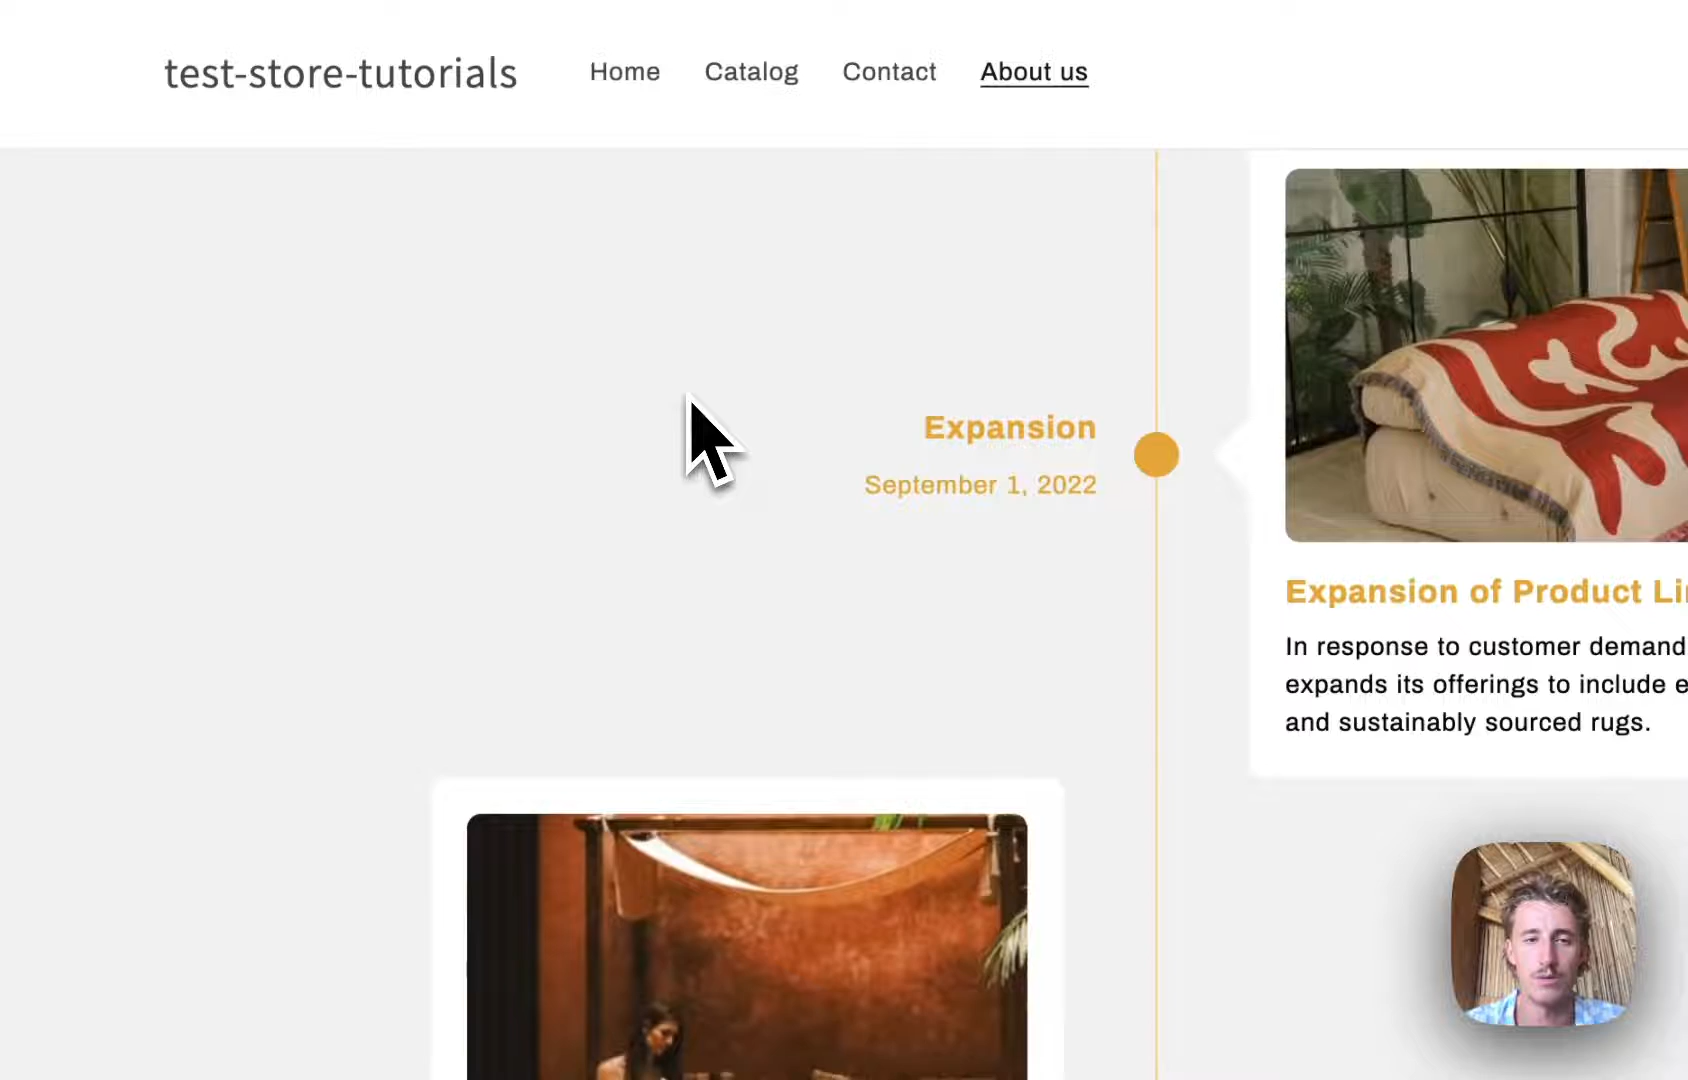 test-store-tutorials
Home Catalog Contact About us
Expansion
September 1, 2022
Expansion of Product
In response to customer demand
expands its offerings to include
and sustainably sourced rugs.